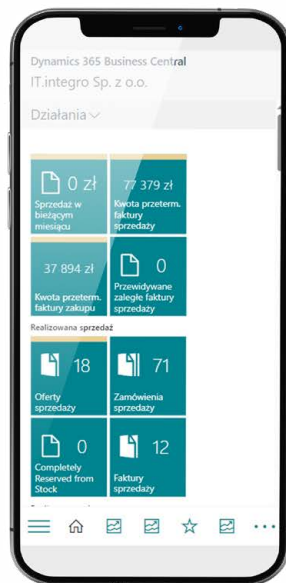 Dynamics 365 Business Central
IT.integro Sp. z o.o.
Działania
0 zł
Sprzedaż w
bieżącym
miesiącu
77 379 zł
Kwota przeterm.
faktury
sprzedaży
37 894 zł
Kwota przeterm.
faktury zakupu
0
Przewidywane
zaległe faktury
sprzedaży
Realizowana sprzedaż
18
Oferty
sprzedaży
71
Zamówienia
sprzedaży
0
Completely
Reserved from
Stock
12
Faktury
sprzedaży